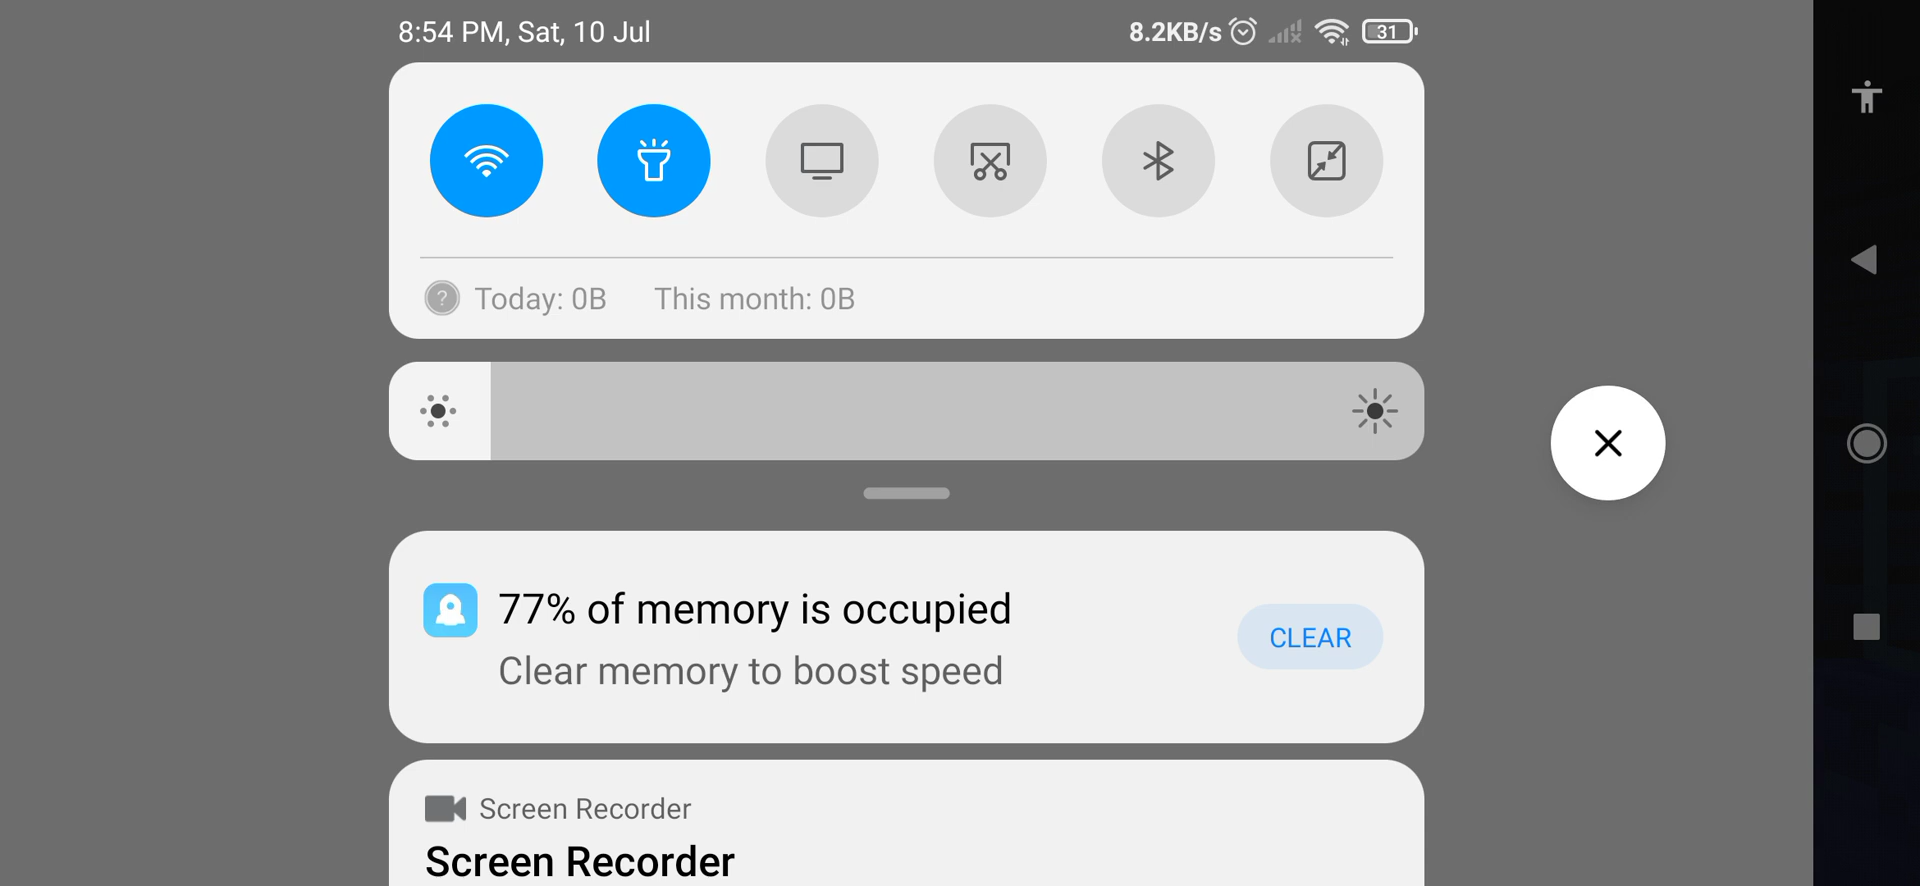 8:54 PM, Sat, 10 Jul 8.2KB/s 31
? Today: 0B This month: 0B
77% of memory is occupied
Clear memory to boost speed
CLEAR
Screen Recorder
Screen Recorder